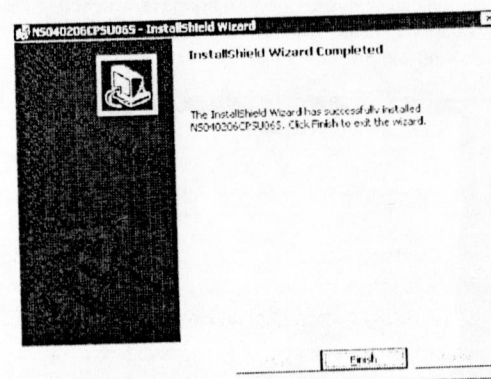 NS040206CPSU065 - InstallShield Wizard
InstallShield Wizard Completed
The InstallShield Wizard has successfully installed
NS040206CPSU065. Click Finish to exit the wizard.
Finish